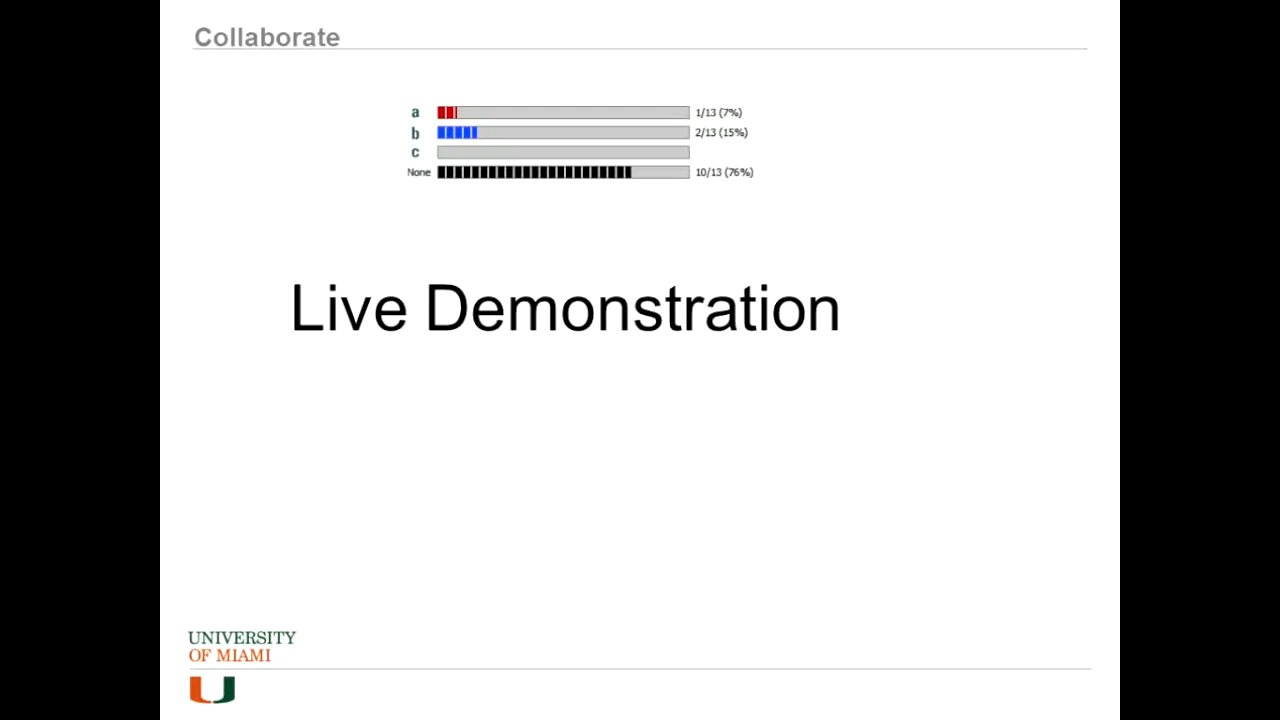 Collaborate
a 1/13 (7%)
b 2/13 (15%)
c
None 10/13 (76%)
Live Demonstration
UNIVERSITY
OF MIAMI